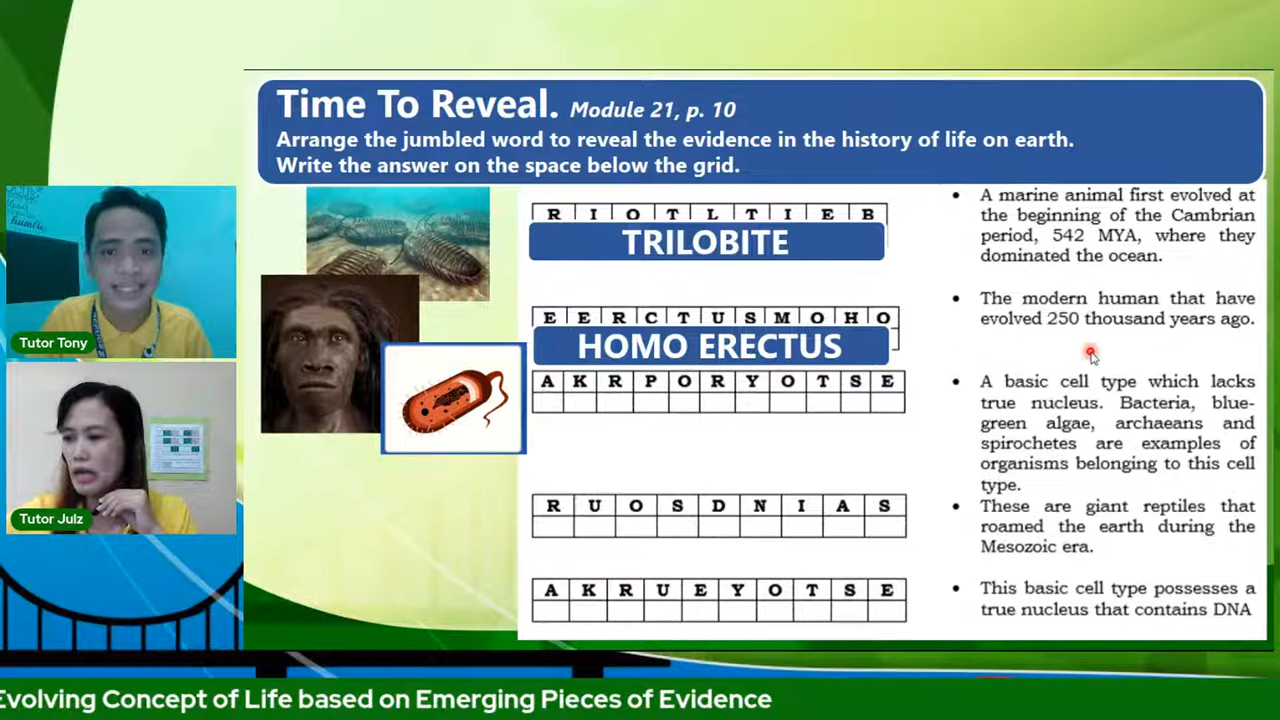 Time To Reveal. Module 21, p. 10
Arrange the jumbled word to reveal the evidence in the history of life on earth.
Write the answer on the space below the grid.
R I O T L T I E B
TRILOBITE
E E R C T U S M O H O
HOMO ERECTUS
A K R P O R Y O T S E
R U O S D N I A S
A K R U E Y O T S E
• A marine animal first evolved at
the beginning of the Cambrian
period, 542 MYA, where they
dominated the ocean.
• The modern human that have
evolved 250 thousand years ago.
• A basic cell type which lacks
true nucleus. Bacteria, blue-
green algae, archaeans and
spirochetes are examples of
organisms belonging to this cell
type.
• These are giant reptiles that
roamed the earth during the
Mesozoic era.
• This basic cell type possesses a
true nucleus that contains DNA
humble
Tutor Tony
Tutor Julz
Evolving Concept of Life based on Emerging Pieces of Evidence